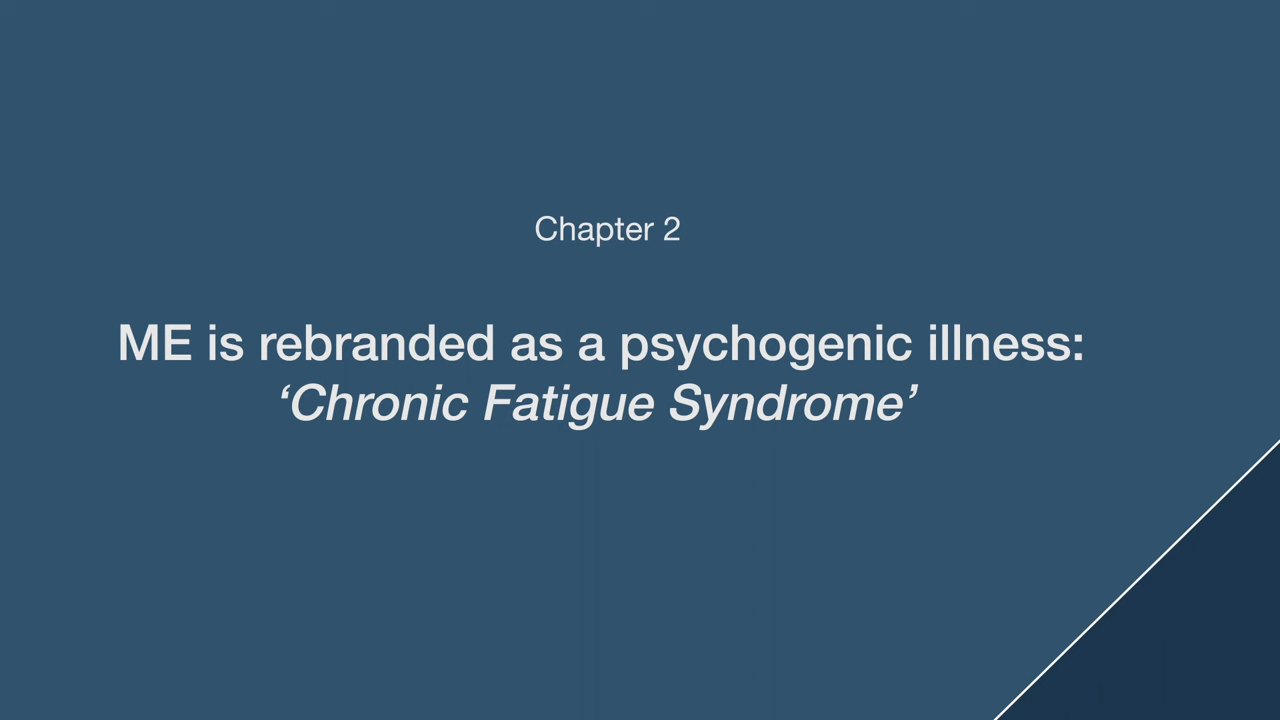 Chapter 2
ME is rebranded as a psychogenic illness:
‘Chronic Fatigue Syndrome’